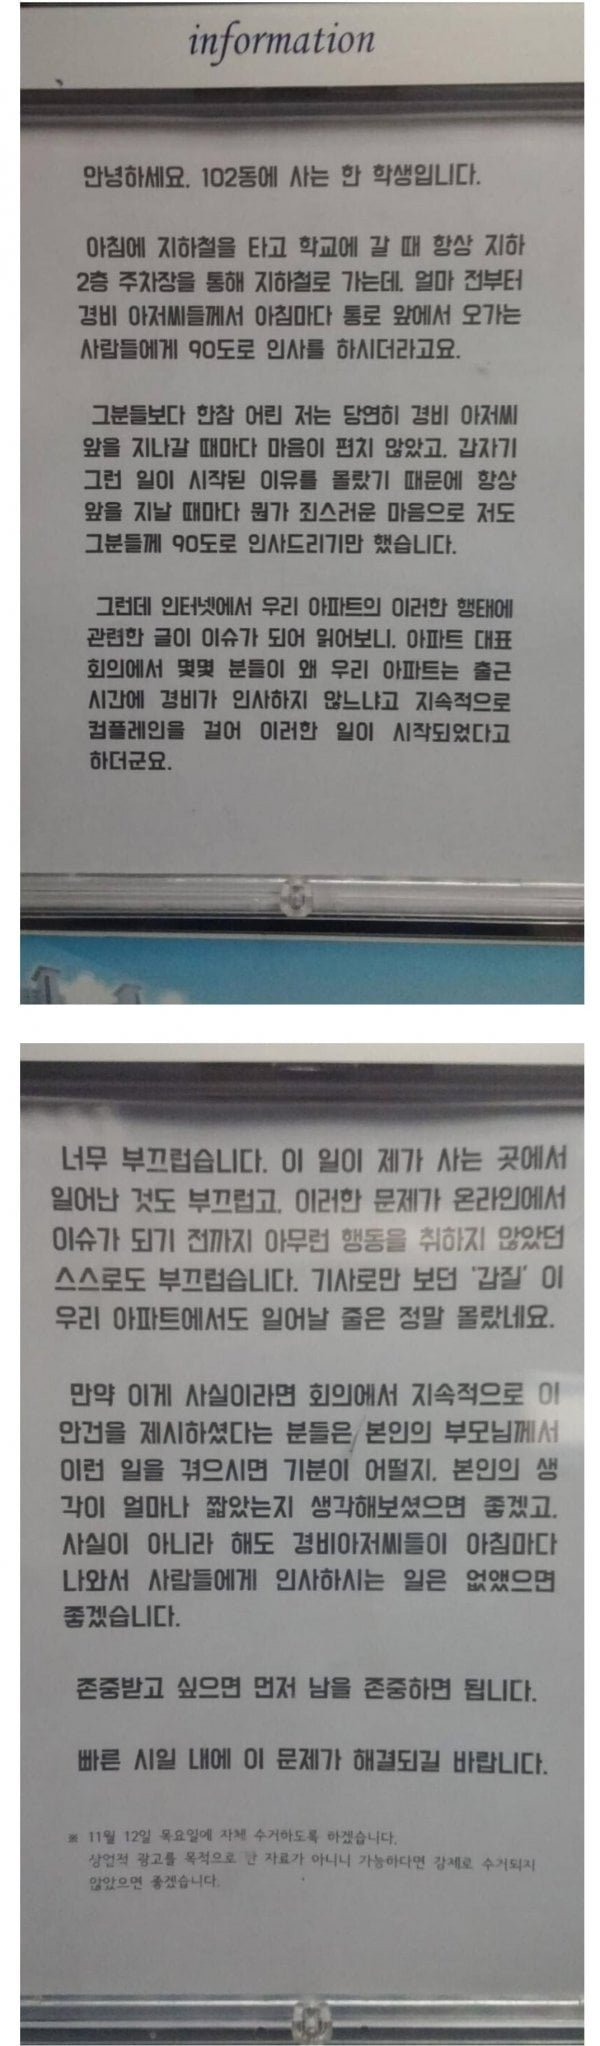 information
안녕하세요. 102동에 사는 한 학생입니다.
아침에 지하철을 타고 학교에 갈 때 항상 지하
2층 주차장을 통해 지하철로 가는데, 얼마 전부터
경비 아저씨들께서 아침마다 통로 앞에서 오가는
사람들에게 90도로 인사를 하시더라고요.
그분들보다 한참 어린 저는 당연히 경비 아저씨
앞을 지나갈 때마다 마음이 편치 않았고, 갑자기
그런 일이 시작된 이유를 몰랐기 때문에 항상
앞을 지날 때마다 뭔가 죄스러운 마음으로 저도
그분들께 90도로 인사드리기만 했습니다.
그런데 인터넷에서 우리 아파트의 이러한 행태에
관련한 글이 이슈가 되어 읽어보니, 아파트 대표
회의에서 몇몇 분들이 왜 우리 아파트는 출근
시간에 경비가 인사하지 않느냐고 지속적으로
컴플레인을 걸어 이러한 일이 시작되었다고
하더군요.
너무 부끄럽습니다. 이 일이 제가 사는 곳에서
일어난 것도 부끄럽고, 이러한 문제가 온라인에서
이슈가 되기 전까지 아무런 행동을 취하지 않았던
스스로도 부끄럽습니다. 기사로만 보던 '갑질' 이
우리 아파트에서도 일어날 줄은 정말 몰랐네요.
만약 이게 사실이라면 회의에서 지속적으로 이
안건을 제시하셨다는 분들은 본인의 부모님께서
이런 일을 겪으시면 기분이 어떨지, 본인의 생
각이 얼마나 짧았는지 생각해보셨으면 좋겠고,
사실이 아니라 해도 경비아저씨들이 아침마다
나와서 사람들에게 인사하시는 일은 없앴으면
좋겠습니다.
존중받고 싶으면 먼저 남을 존중하면 됩니다.
빠른 시일 내에 이 문제가 해결되길 바랍니다.
※ 11월 12일 목요일에 자체 수거하도록 하겠습니다.
상업적 광고를 목적으로 한 자료가 아니니 가능하다면 강제로 수거되지
않았으면 좋겠습니다.